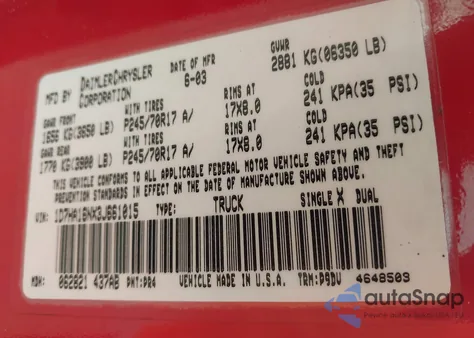 MFD BY DAIMLERCHRYSLER CORPORATION DATE OF MFR 6-03 GVWR 2881 KG(06350 LB)
GAWR FRONT 1656 KG(3650 LB) WITH TIRES P245/70R17 A/ RIMS AT 17X8.0 COLD 241 KPA(35 PSI)
GAWR REAR 1770 KG(3900 LB) WITH TIRES P245/70R17 A/ RIMS AT 17X8.0 COLD 241 KPA(35 PSI)
THIS VEHICLE CONFORMS TO ALL APPLICABLE FEDERAL MOTOR VEHICLE SAFETY AND THEFT
PREVENTION STANDARDS IN EFFECT ON THE DATE OF MANUFACTURE SHOWN ABOVE.
VIN: 1D7HA18NX3J661015 TYPE: TRUCK SINGLE X DUAL
MDH: 062821 437AB PNT:PR4 VEHICLE MADE IN U.S.A. TRM:P9DV 4648503
autaSnap